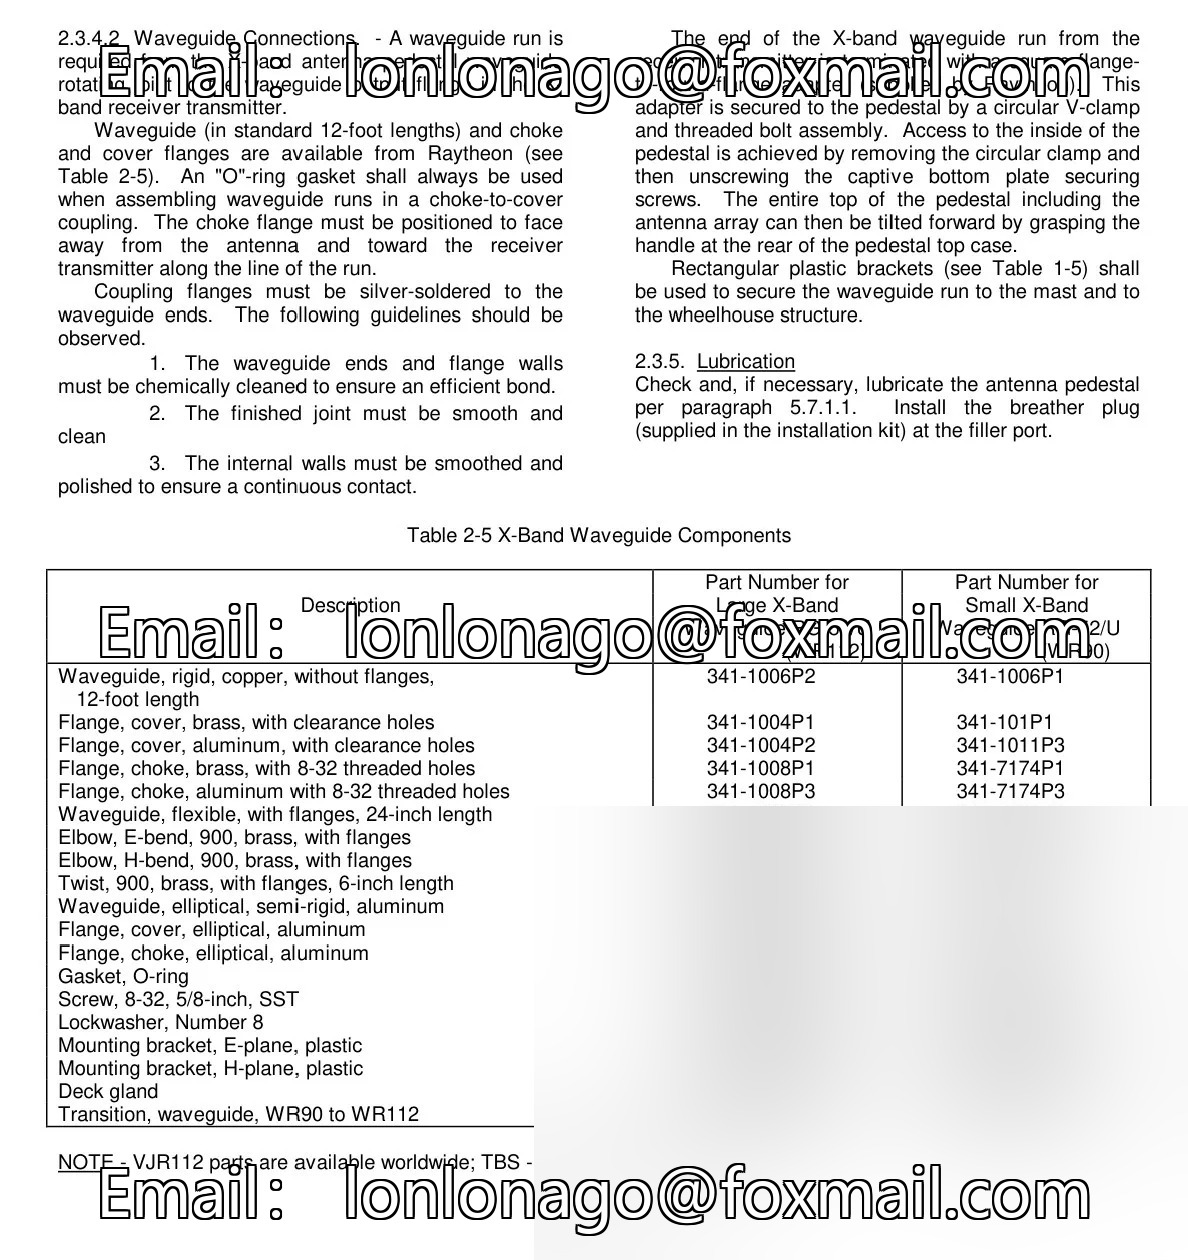 2.3.4.2 Waveguide Connections. - A waveguide run is
required from the X-band antenna pedestal waveguide
rotating joint to the waveguide output flange in the X-
band receiver transmitter.
Waveguide (in standard 12-foot lengths) and choke
and cover flanges are available from Raytheon (see
Table 2-5). An "O"-ring gasket shall always be used
when assembling waveguide runs in a choke-to-cover
coupling. The choke flange must be positioned to face
away from the antenna and toward the receiver
transmitter along the line of the run.
Coupling flanges must be silver-soldered to the
waveguide ends. The following guidelines should be
observed.
1. The waveguide ends and flange walls
must be chemically cleaned to ensure an efficient bond.
2. The finished joint must be smooth and
clean
3. The internal walls must be smoothed and
polished to ensure a continuous contact.
The end of the X-band waveguide run from the
with a flange-
This
adapter is secured to the pedestal by a circular V-clamp
and threaded bolt assembly. Access to the inside of the
pedestal is achieved by removing the circular clamp and
then unscrewing the captive bottom plate securing
screws. The entire top of the pedestal including the
antenna array can then be tilted forward by grasping the
handle at the rear of the pedestal top case.
Rectangular plastic brackets (see Table 1-5) shall
be used to secure the waveguide run to the mast and to
the wheelhouse structure.
2.3.5. Lubrication
Check and, if necessary, lubricate the antenna pedestal
per paragraph 5.7.1.1. Install the breather plug
(supplied in the installation kit) at the filler port.
Email: lonlonago@foxmail.com
Table 2-5 X-Band Waveguide Components
Description
Part Number for
Large X-Band
Part Number for
Small X-Band
(WR90)
Email: lonlonago@foxmail.com
Waveguide, rigid, copper, without flanges, 341-1006P2 341-1006P1
12-foot length
Flange, cover, brass, with clearance holes 341-1004P1 341-101P1
Flange, cover, aluminum, with clearance holes 341-1004P2 341-1011P3
Flange, choke, brass, with 8-32 threaded holes 341-1008P1 341-7174P1
Flange, choke, aluminum with 8-32 threaded holes 341-1008P3 341-7174P3
Waveguide, flexible, with flanges, 24-inch length
Elbow, E-bend, 900, brass, with flanges
Elbow, H-bend, 900, brass, with flanges
Twist, 900, brass, with flanges, 6-inch length
Waveguide, elliptical, semi-rigid, aluminum
Flange, cover, elliptical, aluminum
Flange, choke, elliptical, aluminum
Gasket, O-ring
Screw, 8-32, 5/8-inch, SST
Lockwasher, Number 8
Mounting bracket, E-plane, plastic
Mounting bracket, H-plane, plastic
Deck gland
Transition, waveguide, WR90 to WR112
NOTE - VJR112 parts are available worldwide; TBS -
Email: lonlonago@foxmail.com